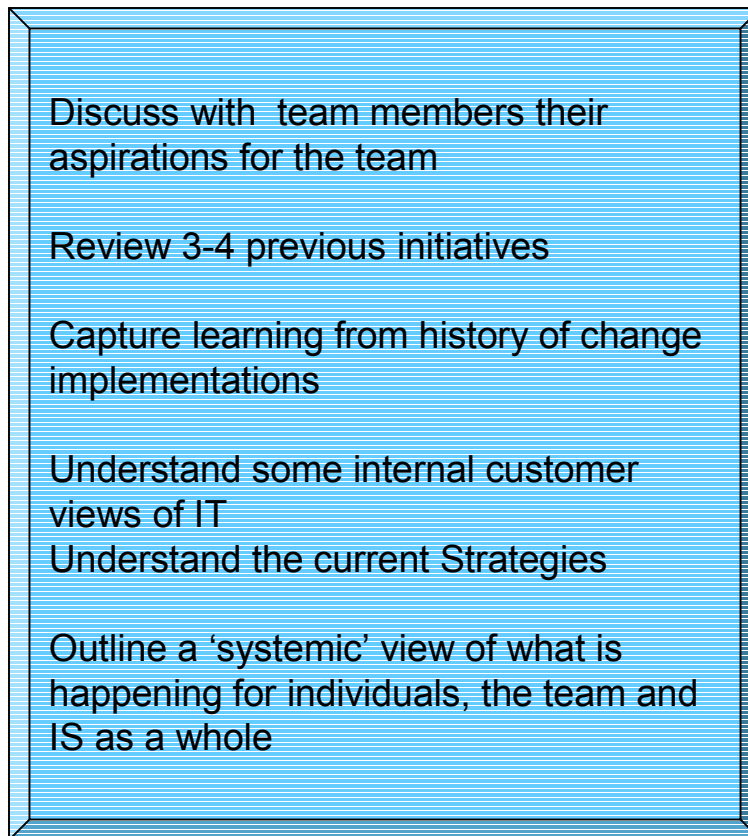 Discuss with  team members their
aspirations for the team
Review 3-4 previous initiatives
Capture learning from history of change
implementations
Understand some internal customer
views of IT
Understand the current Strategies
Outline a ‘systemic’ view of what is
happening for individuals, the team and
IS as a whole